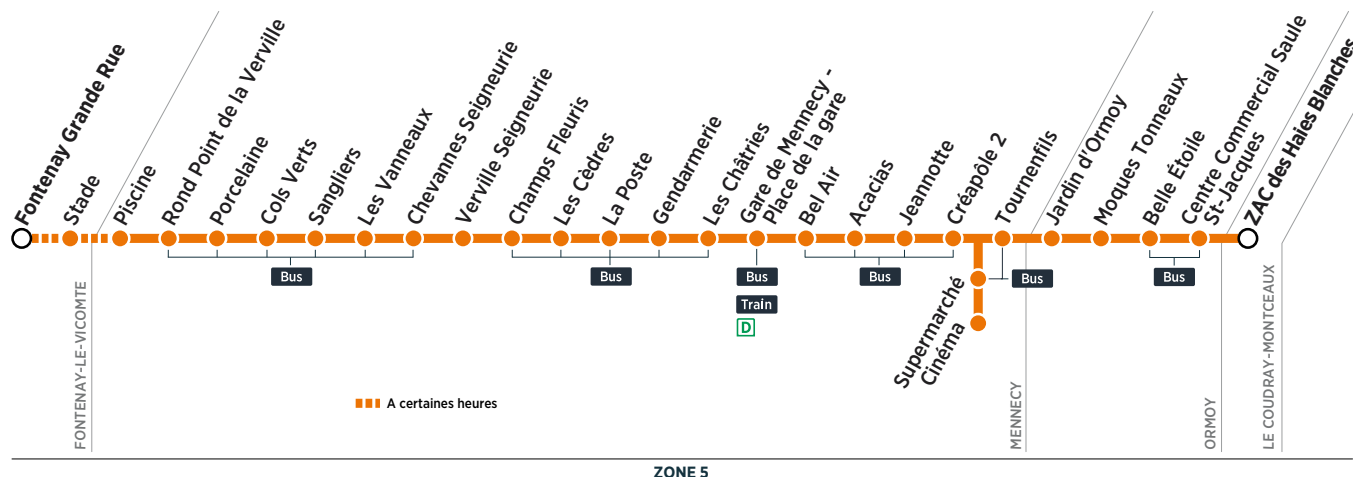 Fontenay Grande Rue
Stade
Piscine
Rond Point de la Verville
Porcelaine
Cols Verts
Sangliers
Les Vanneaux
Chevannes Seigneurie
Verville Seigneurie
Champs Fleuris
Les Cèdres
La Poste
Gendarmerie
Les Châtries
Gare de Mennecy -
Place de la gare
Bel Air
Acacias
Jeannotte
Créapôle 2
Tournenfils
Jardin d'Ormoy
Moques Tonneaux
Belle Étoile
Centre Commercial Saule
St-Jacques
ZAC des Haies Blanches
Bus
Bus
Bus
Train
D
Bus
Bus
Bus
Supermarché
Cinéma
FONTENAY-LE-VICOMTE
MENNECY
ORMOY
LE COUDRAY-MONTCEAUX
A certaines heures
ZONE 5